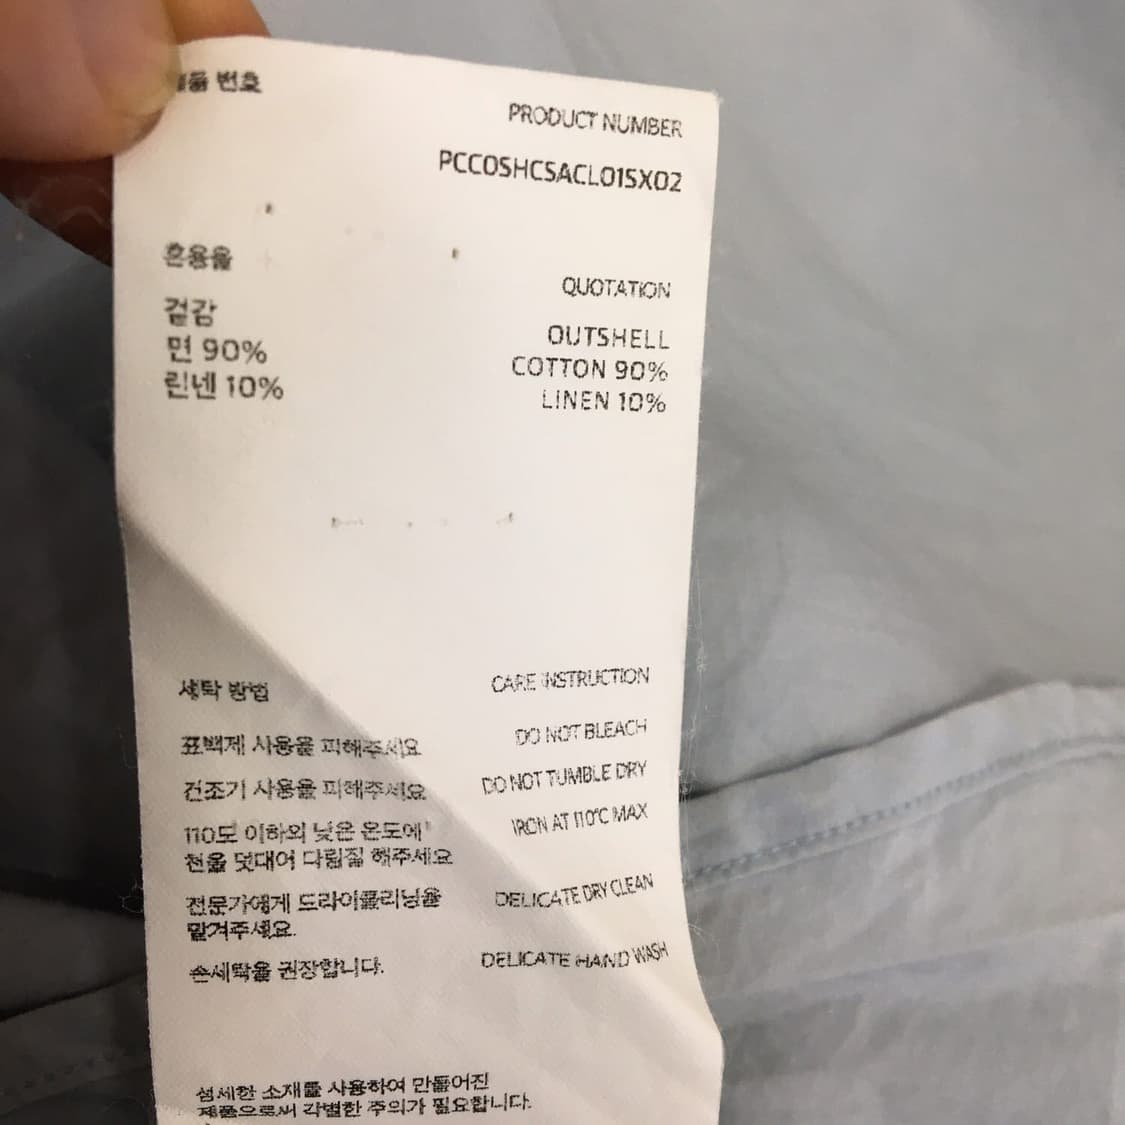 번호
PRODUCT NUMBER
PCC0SHCSACL01SX02
혼용율
QUOTATION
겉감
OUTSHELL
면 90%
COTTON 90%
린넨 10%
LINEN 10%
세탁 방법
CARE INSTRUCTION
표백제 사용을 피해주세요
DO NOT BLEACH
건조기 사용을 피해주세요
DO NOT TUMBLE DRY
110도 이하의 낮은 온도에
천을 덧대어 다림질 해주세요
IRON AT 110°C MAX
전문가에게 드라이클리닝을
맡겨주세요.
DELICATE DRY CLEAN
손세탁을 권장합니다.
DELICATE HAND WASH
섬세한 소재를 사용하여 만들어진
제품으로써 각별한 주의가 필요합니다.